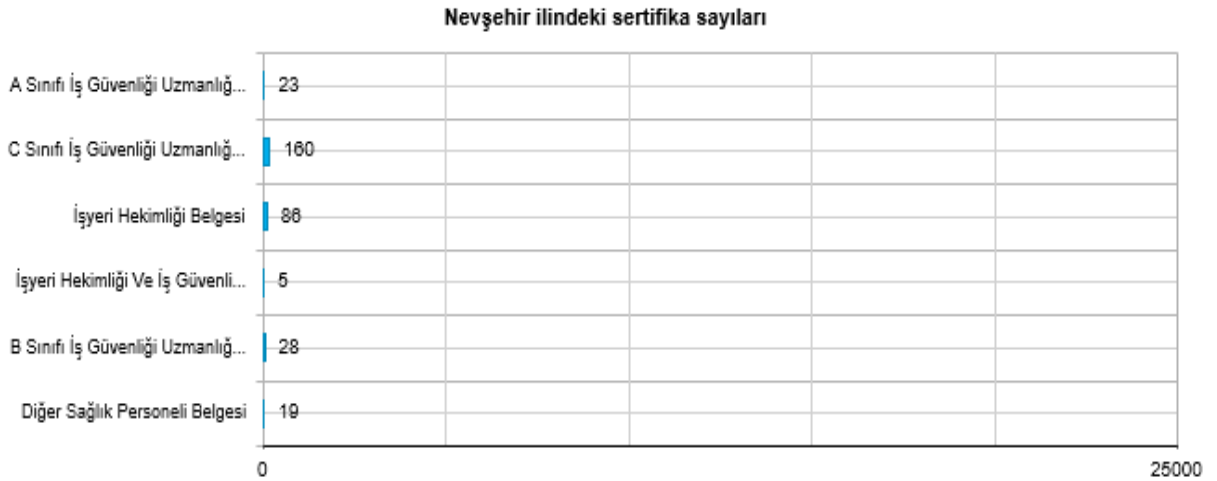 Nevşehir ilindeki sertifika sayıları
A Sınıfı İş Güvenliği Uzmanlığ... 23
C Sınıfı İş Güvenliği Uzmanlığ... 160
İşyeri Hekimliği Belgesi 86
İşyeri Hekimliği Ve İş Güvenli... 5
B Sınıfı İş Güvenliği Uzmanlığ... 28
Diğer Sağlık Personeli Belgesi 19
0 25000